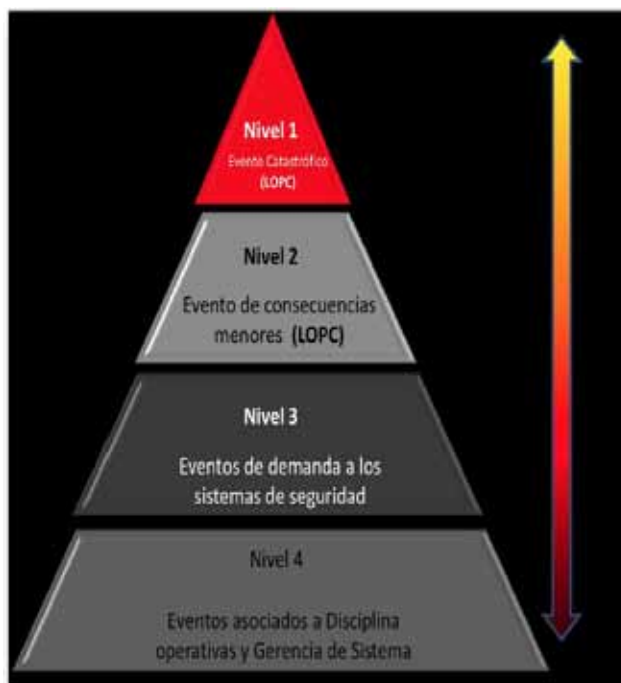 Nivel 1
Evento Catastrófico
(LOPC)
Nivel 2
Evento de consecuencias
menores (LOPC)
Nivel 3
Eventos de demanda a los
sistemas de seguridad
Nivel 4
Eventos asociados a Disciplina
operativas y Gerencia de Sistema